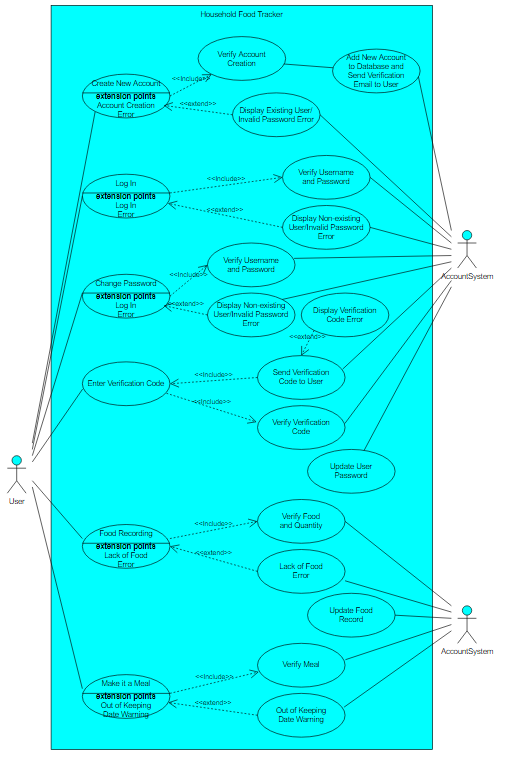 Household Food Tracker
Verify Account
Creation
Add New Account
to Database and
Send Verification
Email to User
<<Include>>
Create New Account
extension points
Account Creation
Error
<<extend>>
Display Existing User/
Invalid Password Error
Log In
extension points
Log In
Error
<<Include>>
Verify Username
and Password
<<extend>>
Display Non-existing
User/Invalid Password
Error
AccountSystem
Verify Username
and Password
<<Include>>
Change Password
extension points
Log In
Error
<<extend>>
Display Non-existing
User/Invalid Password
Error
Display Verification
Code Error
<<extend>>
Enter Verification Code
<<Include>>
Send Verification
Code to User
<<Include>>
Verify Verification
Code
Update User
Password
User
Food Recording
extension points
Lack of Food
Error
<<Include>>
Verify Food
and Quantity
<<extend>>
Lack of Food
Error
Update Food
Record
AccountSystem
Make it a Meal
extension points
Out of Keeping
Date Warning
<<Include>>
Verify Meal
<<extend>>
Out of Keeping
Date Warning